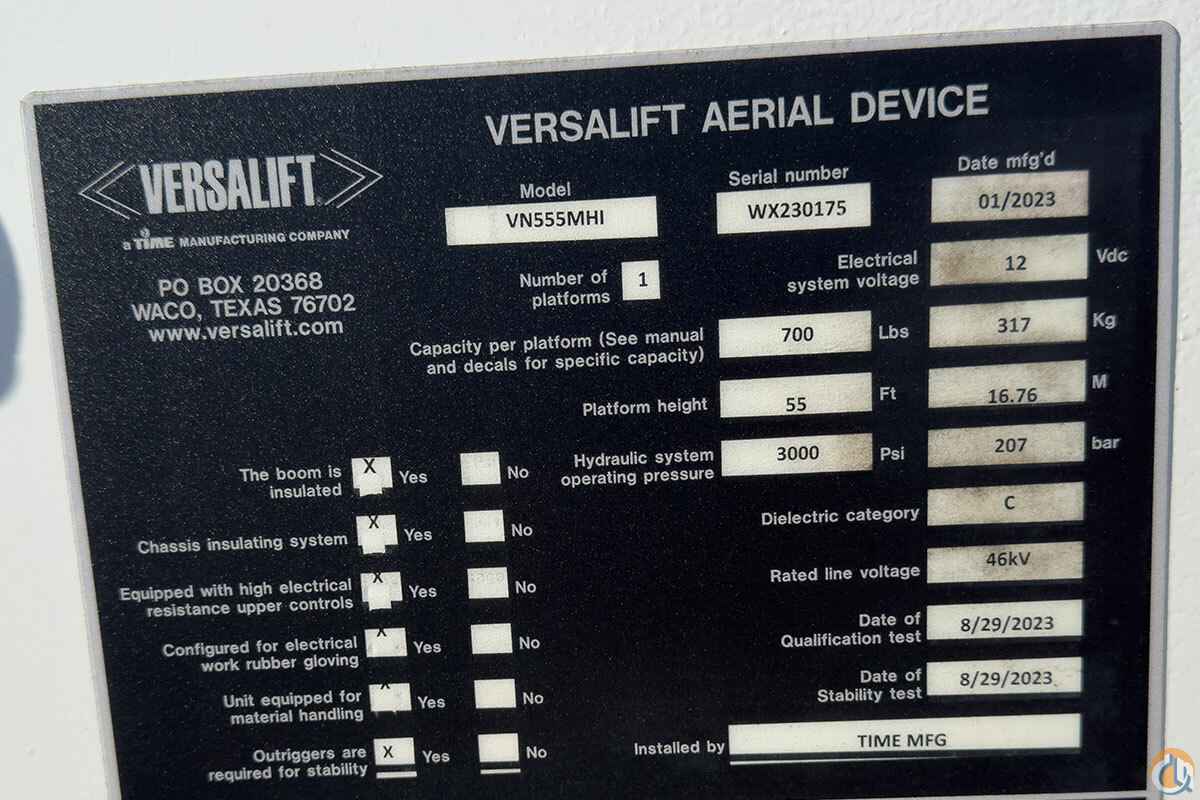 VERSALIFT AERIAL DEVICE
VERSALIFT
a TIME MANUFACTURING COMPANY
PO BOX 20368
WACO, TEXAS 76702
www.versalift.com
Model
VN555MHI
Serial number
WX230175
Date mfg'd
01/2023
Number of
platforms
1
Electrical
system voltage
12 Vdc
Capacity per platform (See manual
and decals for specific capacity)
700 Lbs
317 Kg
Platform height
55 Ft
16.76 M
Hydraulic system
operating pressure
3000 Psi
207 bar
Dielectric category
C
Rated line voltage
46kV
Date of
Qualification test
8/29/2023
Date of
Stability test
8/29/2023
Installed by
TIME MFG
The boom is
insulated
X Yes No
Chassis insulating system
X Yes No
Equipped with high electrical
resistance upper controls
X Yes No
Configured for electrical
work rubber gloving
X Yes No
Unit equipped for
material handling
X Yes No
Outriggers are
required for stability
X Yes No